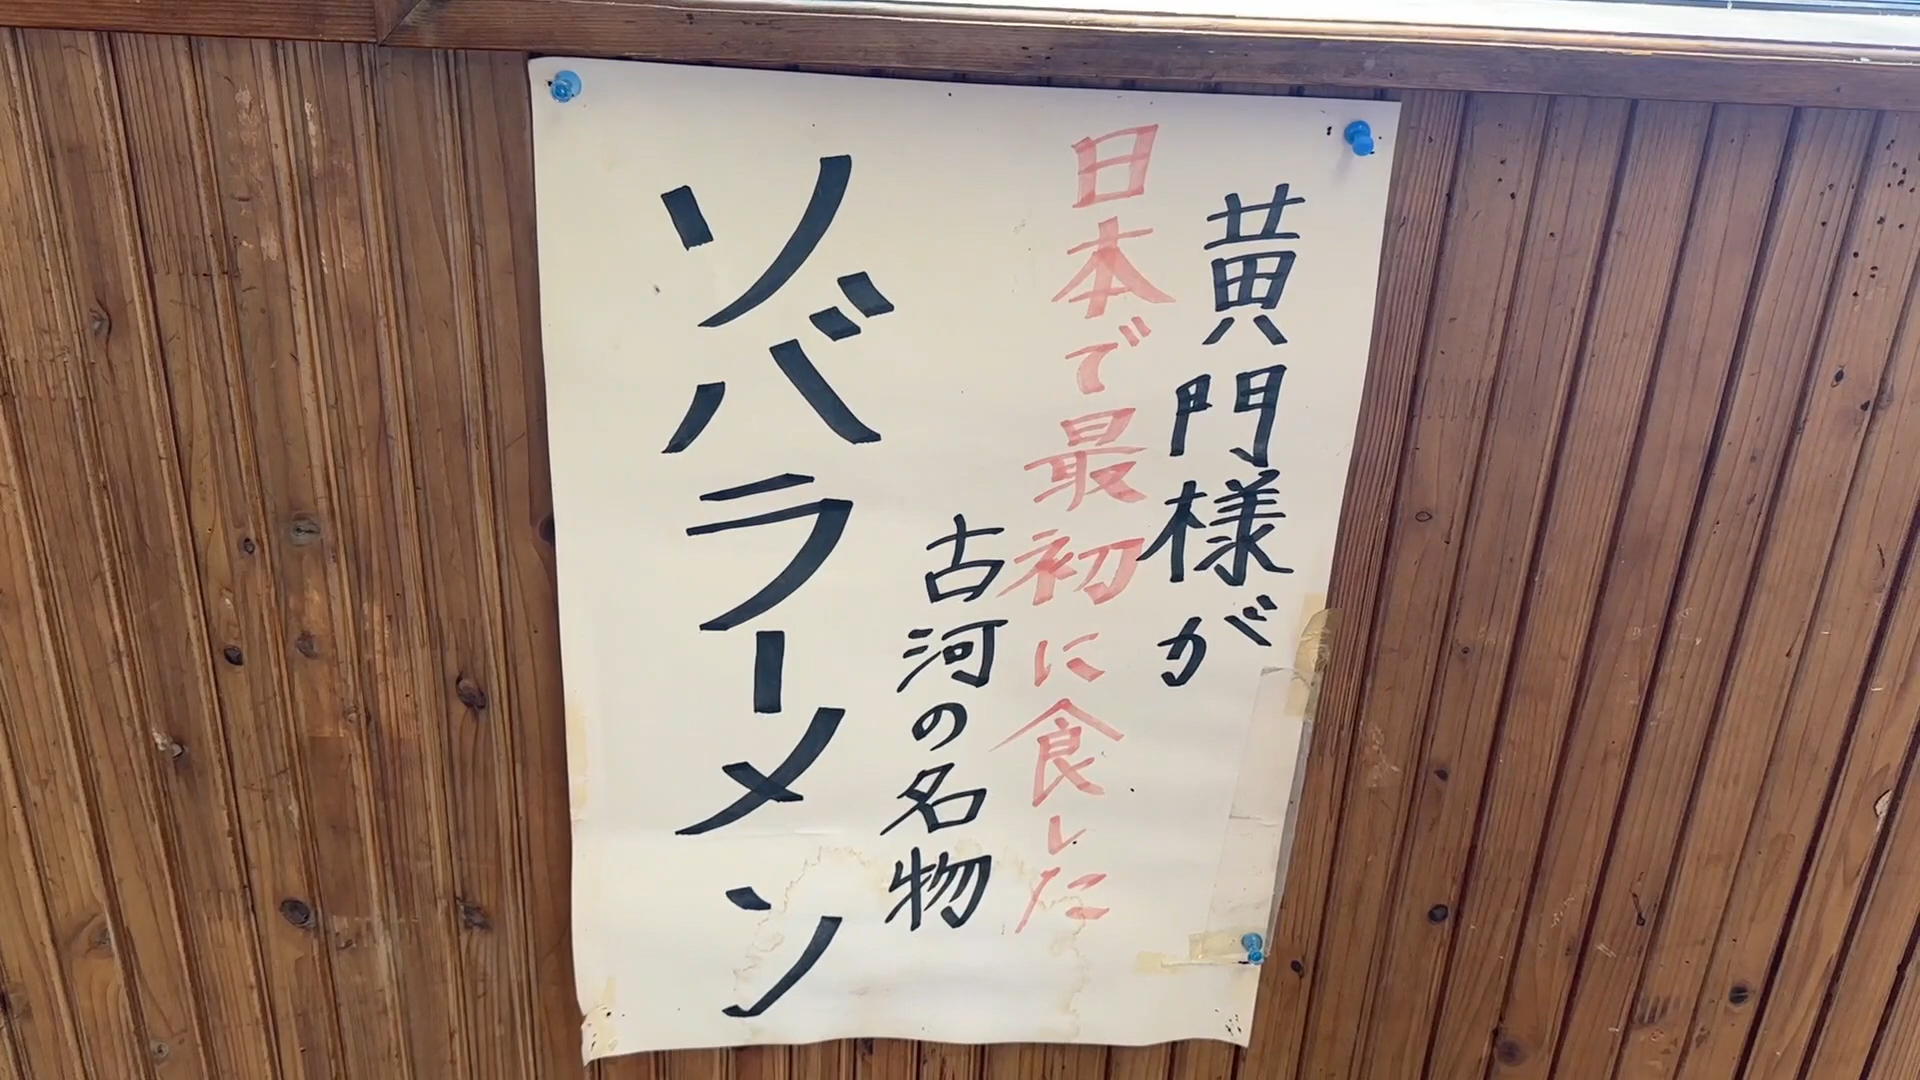 黄門様が
日本で最初に食した
古河の名物
ソバラーメン